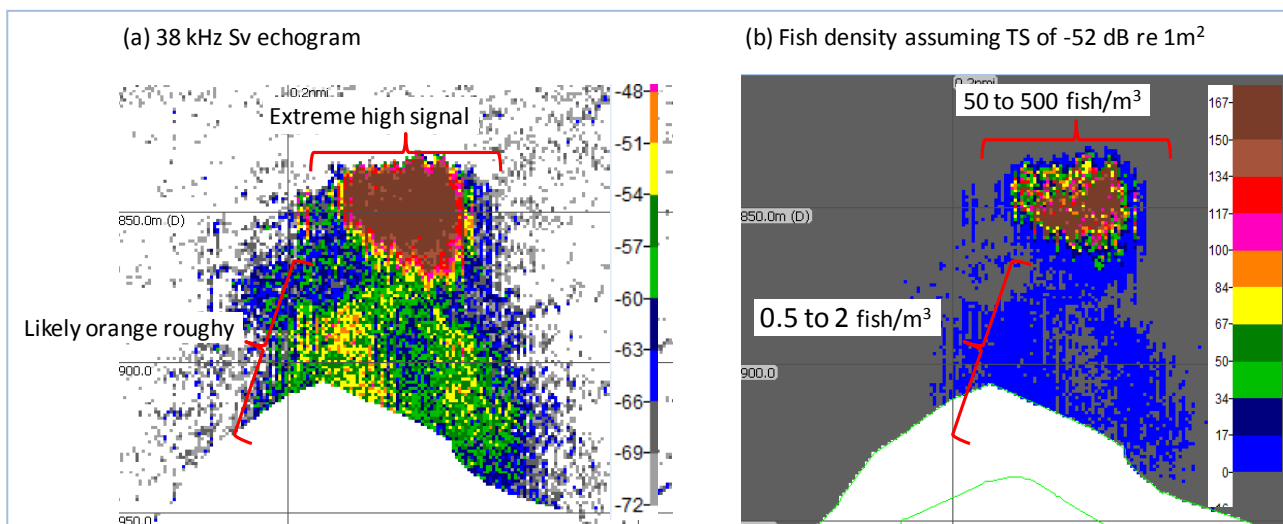 (a) 38 kHz Sv echogram
0.2nmi
Extreme high signal
850.0m (D)
Likely orange roughy
900.0
950.0
-48
-51
-54
-57
-60
-63
-66
-69
-72
(b) Fish density assuming TS of -52 dB re 1m²
0.2nmi
50 to 500 fish/m³
850.0m (D)
0.5 to 2 fish/m³
900.0
167
150
134
117
100
84
67
50
34
17
0